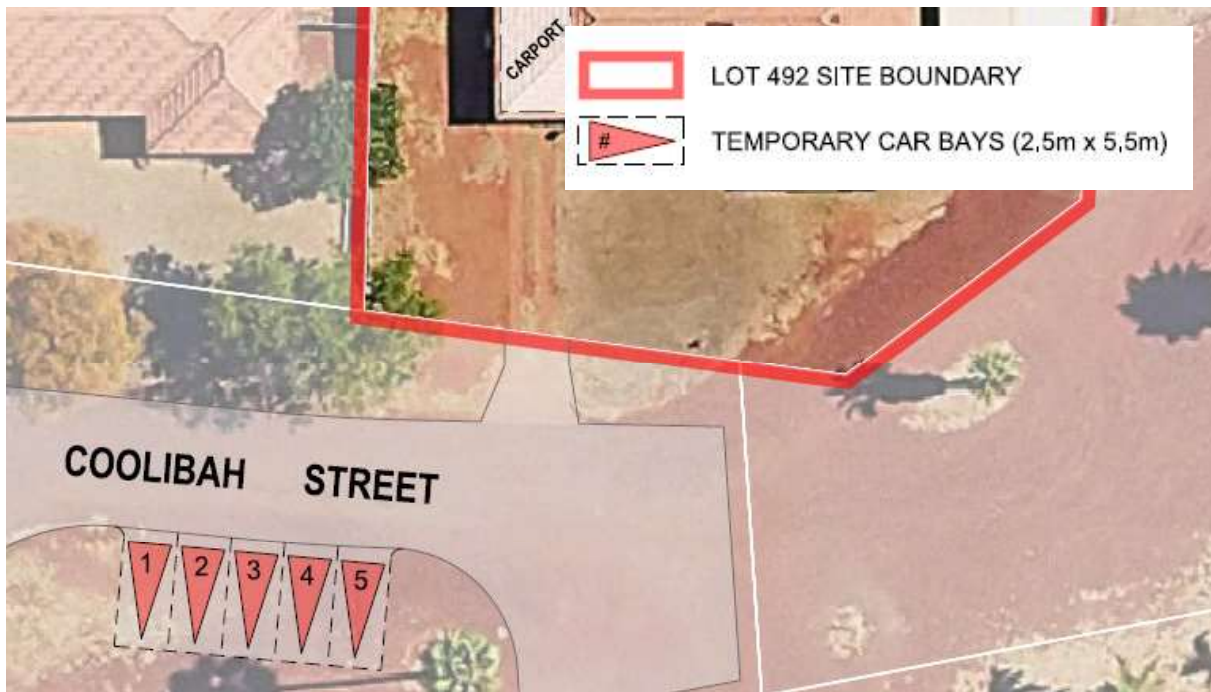 CARPORT
LOT 492 SITE BOUNDARY
#
TEMPORARY CAR BAYS (2,5m x 5,5m)
COOLIBAH STREET
1 2 3 4 5